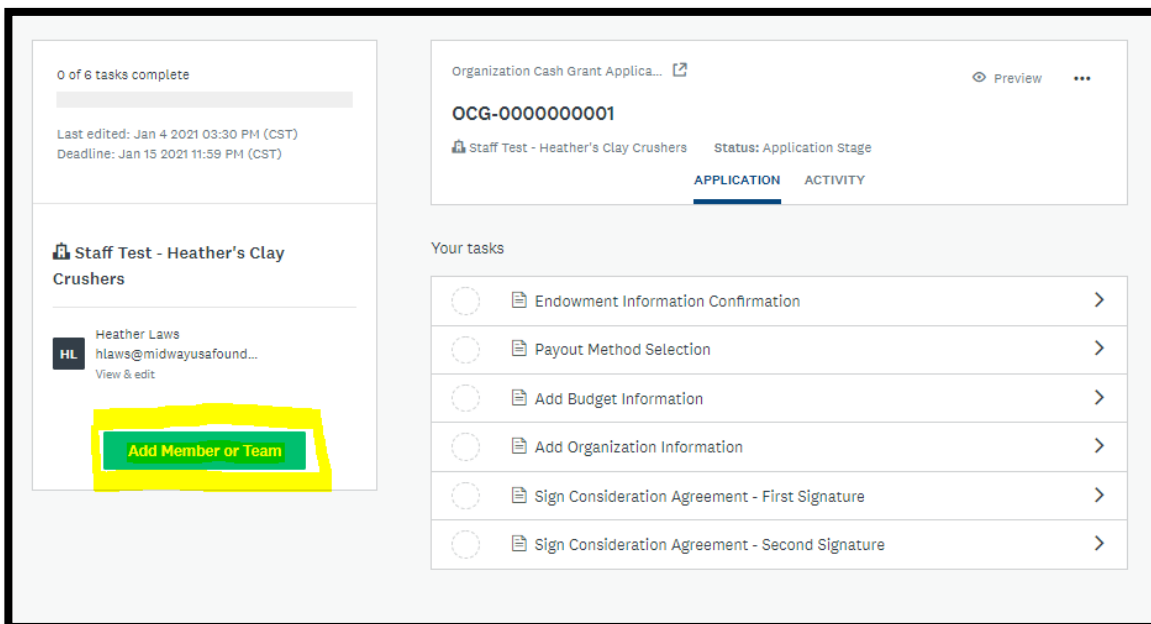 0 of 6 tasks complete
Last edited: Jan 4 2021 03:30 PM (CST)
Deadline: Jan 15 2021 11:59 PM (CST)
Staff Test - Heather's Clay
Crushers
HL
Heather Laws
hlaws@midwayusafound...
View & edit
Add Member or Team
Organization Cash Grant Applica...
Preview
OCG-0000000001
Staff Test - Heather's Clay Crushers Status: Application Stage
APPLICATION ACTIVITY
Your tasks
Endowment Information Confirmation
Payout Method Selection
Add Budget Information
Add Organization Information
Sign Consideration Agreement - First Signature
Sign Consideration Agreement - Second Signature